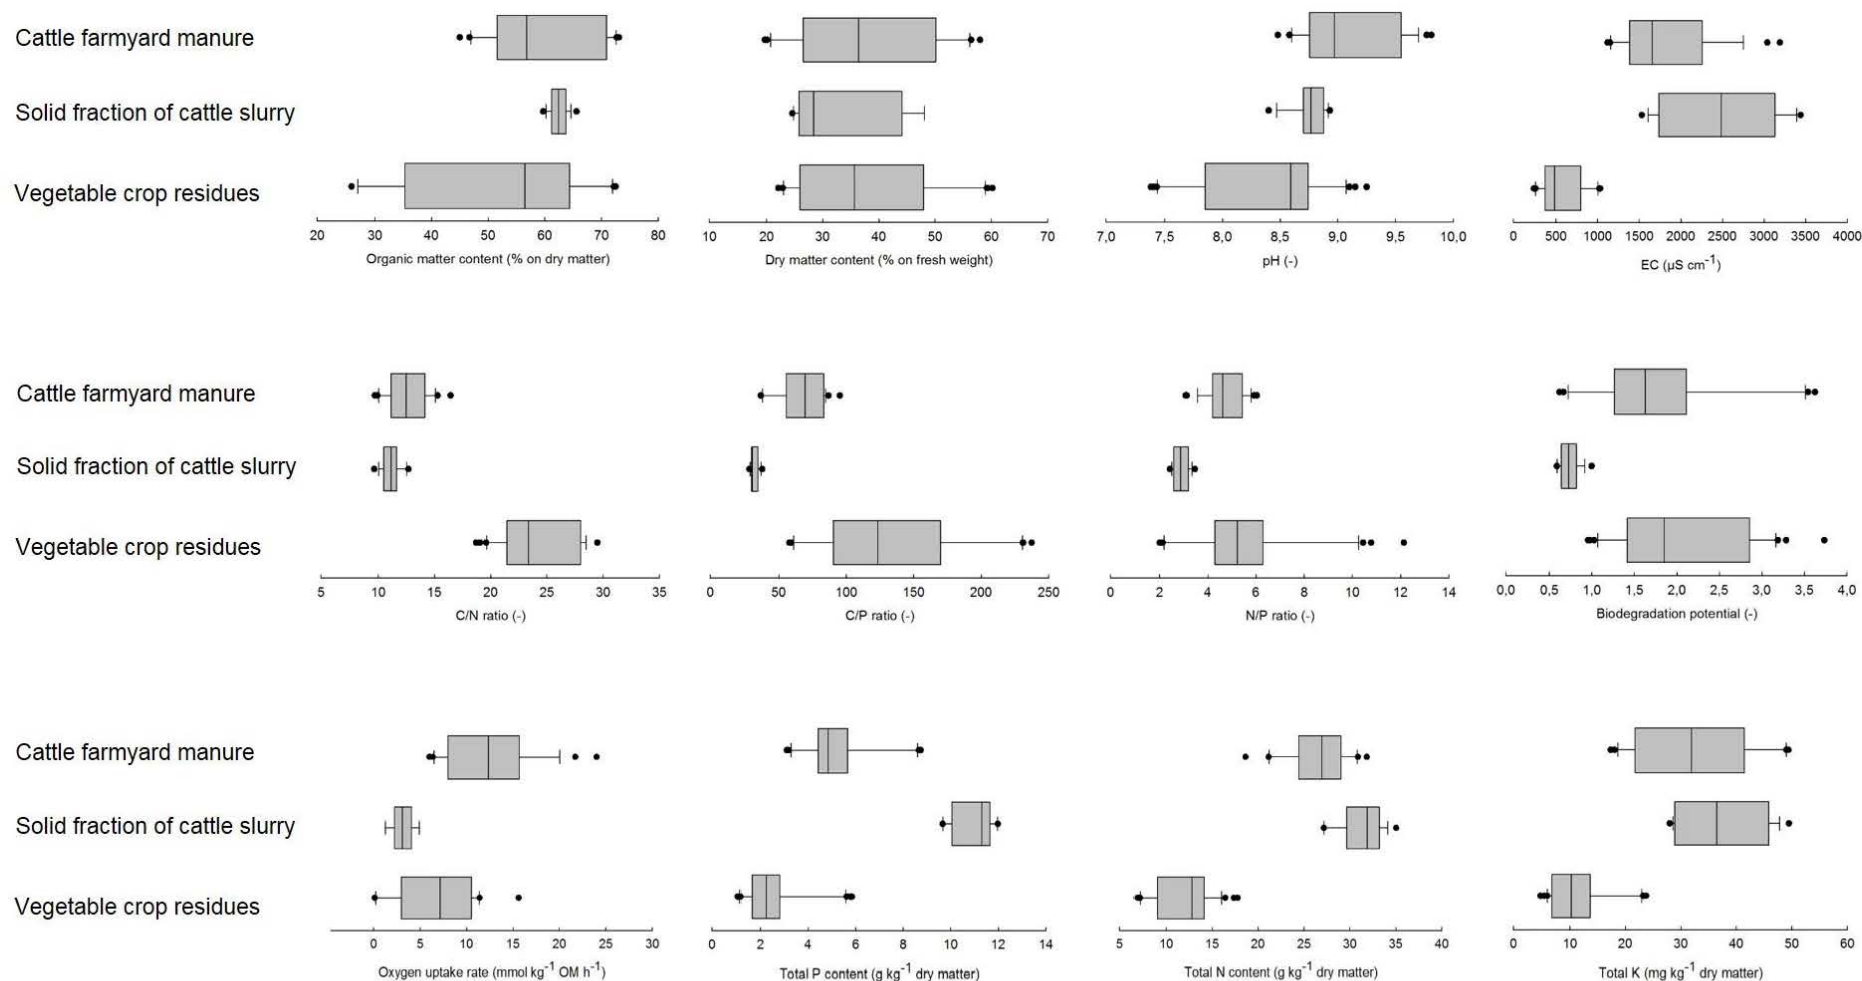 Cattle farmyard manure
Solid fraction of cattle slurry
Vegetable crop residues
20 30 40 50 60 70 80
Organic matter content (% on dry matter)
10 20 30 40 50 60 70
Dry matter content (% on fresh weight)
7,0 7,5 8,0 8,5 9,0 9,5 10,0
pH (-)
0 500 1000 1500 2000 2500 3000 3500 4000
EC (µS cm⁻¹)
Cattle farmyard manure
Solid fraction of cattle slurry
Vegetable crop residues
5 10 15 20 25 30 35
C/N ratio (-)
0 50 100 150 200 250
C/P ratio (-)
0 2 4 6 8 10 12 14
N/P ratio (-)
0,0 0,5 1,0 1,5 2,0 2,5 3,0 3,5 4,0
Biodegradation potential (-)
Cattle farmyard manure
Solid fraction of cattle slurry
Vegetable crop residues
0 5 10 15 20 25 30
Oxygen uptake rate (mmol kg⁻¹ OM h⁻¹)
0 2 4 6 8 10 12 14
Total P content (g kg⁻¹ dry matter)
5 10 15 20 25 30 35 40
Total N content (g kg⁻¹ dry matter)
0 10 20 30 40 50 60
Total K (mg kg⁻¹ dry matter)